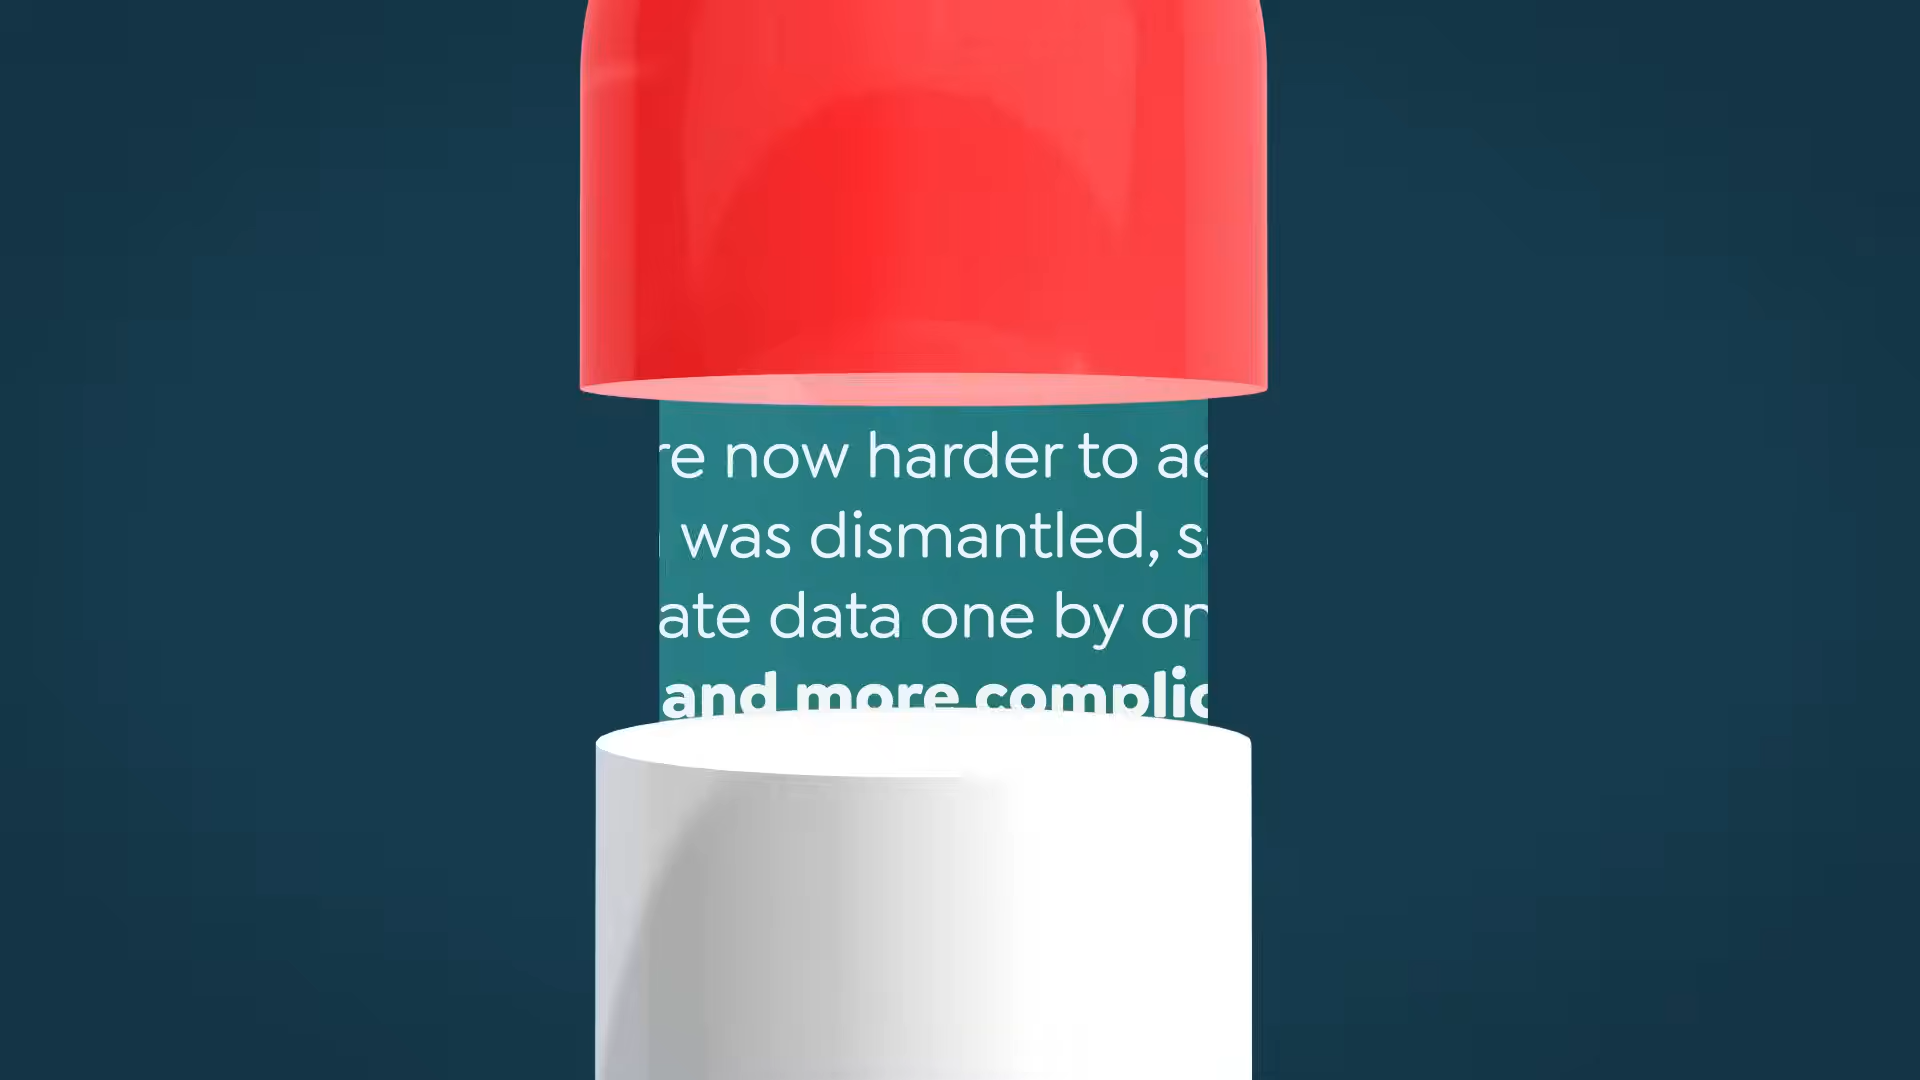 re now harder to ac
was dismantled, s
ate data one by on
and more complic